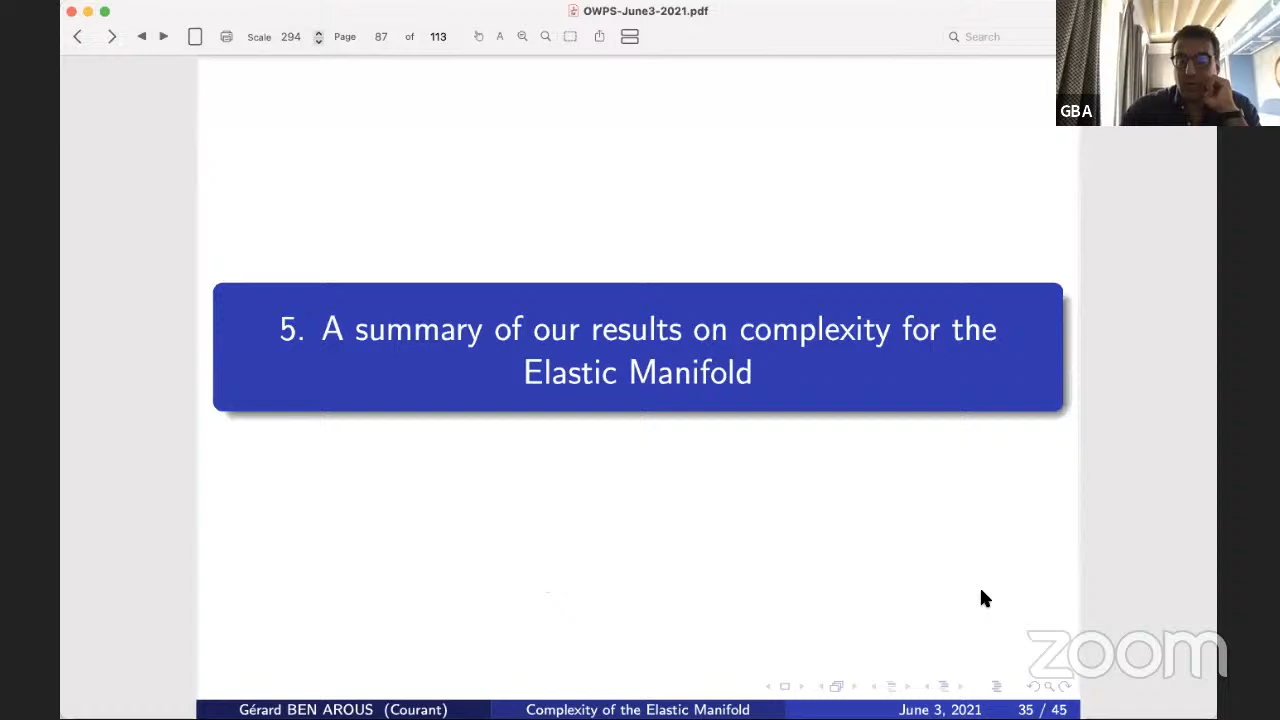 OWPS-June3-2021.pdf
Scale 294 Page 87 of 113 A Search
GBA
5. A summary of our results on complexity for the
Elastic Manifold
zoom
Gérard BEN AROUS (Courant) Complexity of the Elastic Manifold June 3, 2021 35 / 45